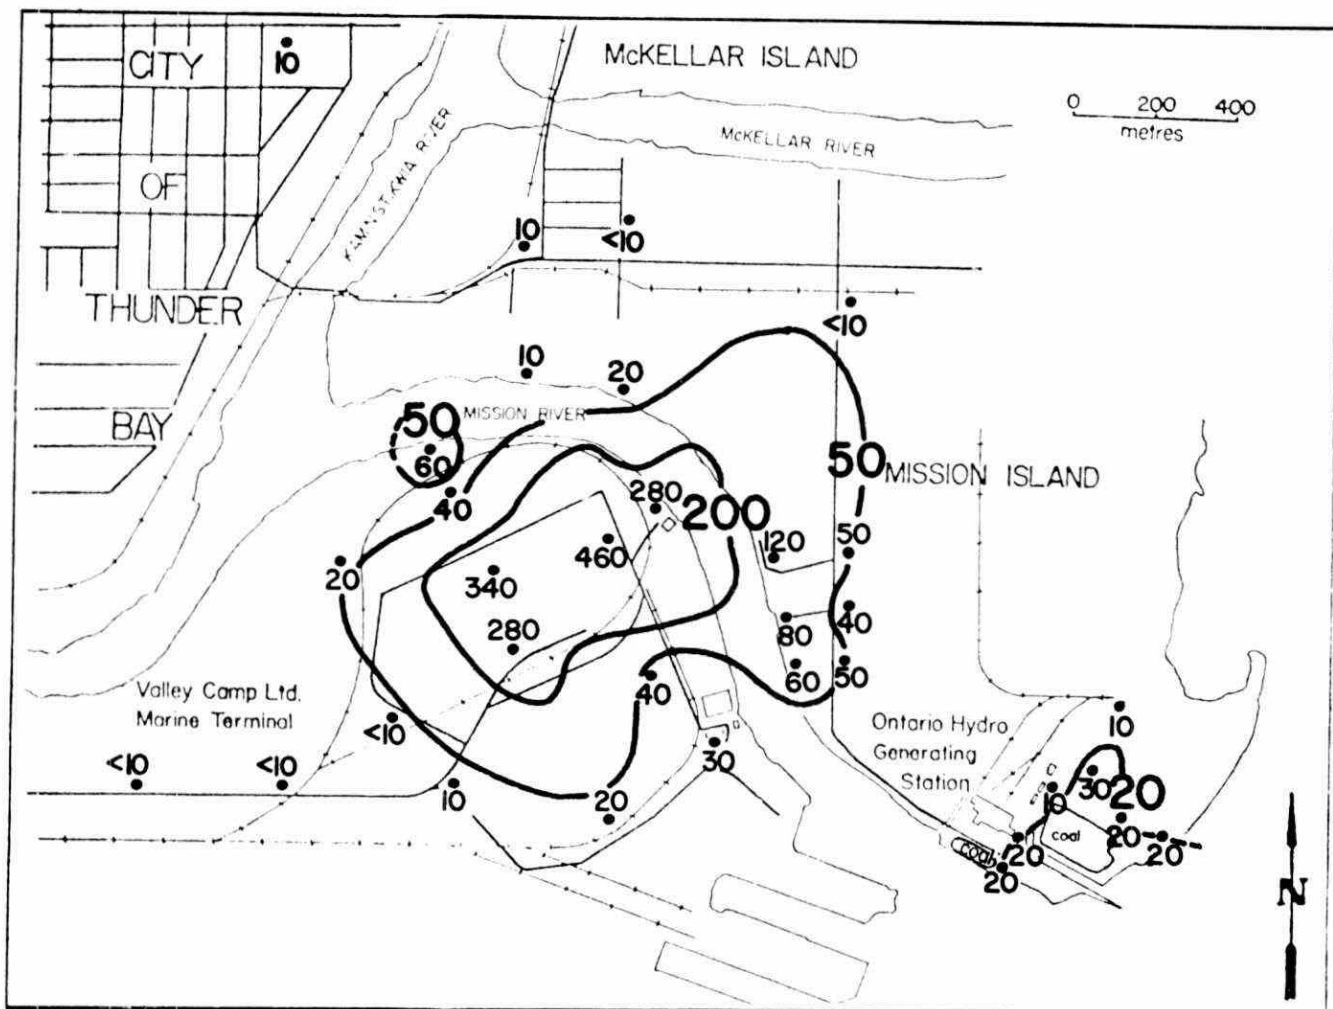 McKELLAR ISLAND
CITY
10
0 200 400
metres
McKELLAR RIVER
KAMINISTIKWIA RIVER
OF
10
<10
THUNDER
<10
10
20
BAY
50
MISSION RIVER
60
50
MISSION ISLAND
40
280
200
460
120
50
20
340
280
80
40
60
50
40
Valley Camp Ltd.
Marine Terminal
<10
Ontario Hydro
Generating
Station
10
30
<10
<10
10
20
30
20
10
coal
20
20
20
coal
20
N